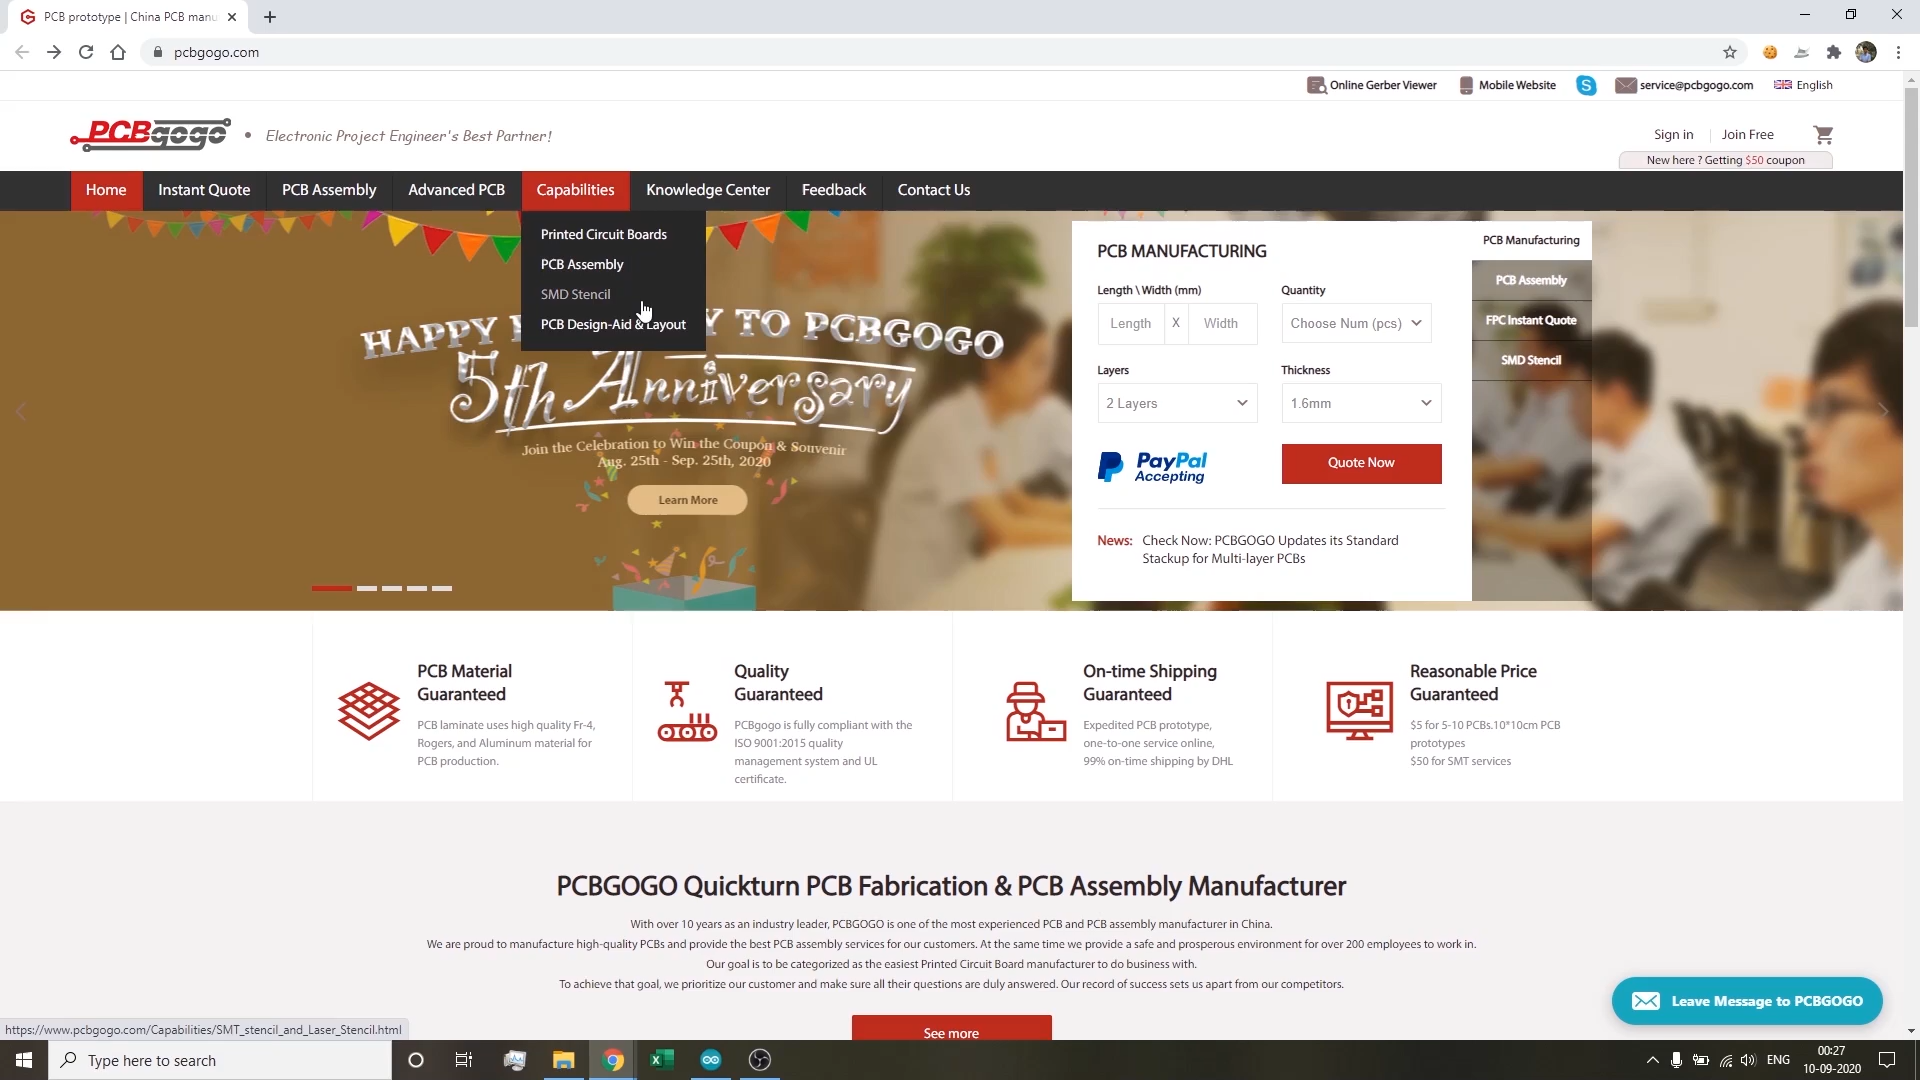 PCB prototype | China PCB manu
pcbgogo.com
Online Gerber Viewer
Mobile Website
service@pcbgogo.com
English
PCBgogo
Electronic Project Engineer's Best Partner!
Sign in
Join Free
New here ? Getting $50 coupon
Home
Instant Quote
PCB Assembly
Advanced PCB
Capabilities
Knowledge Center
Feedback
Contact Us
Printed Circuit Boards
PCB Assembly
SMD Stencil
PCB Design-Aid & Layout
HAPPY
Y TO PCBGOGO
5th Anniversary
Join the Celebration to Win the Coupon & Souvenir
Aug. 25th - Sep. 25th, 2020
Learn More
PCB MANUFACTURING
Length \ Width (mm)
Quantity
Length X Width
Choose Num (pcs)
Layers
Thickness
2 Layers
1.6mm
PayPal
Accepting
Quote Now
News: Check Now: PCBGOGO Updates its Standard
Stackup for Multi-layer PCBs
PCB Manufacturing
PCB Assembly
FPC Instant Quote
SMD Stencil
PCB Material
Guaranteed
PCB laminate uses high quality Fr-4,
Rogers, and Aluminum material for
PCB production.
Quality
Guaranteed
PCBgogo is fully compliant with the
ISO 9001:2015 quality
management system and UL
certificate.
On-time Shipping
Guaranteed
Expedited PCB prototype,
one-to-one service online,
99% on-time shipping by DHL
Reasonable Price
Guaranteed
$5 for 5-10 PCBs.10*10cm PCB
prototypes
$50 for SMT services
PCBGOGO Quickturn PCB Fabrication & PCB Assembly Manufacturer
With over 10 years as an industry leader, PCBGOGO is one of the most experienced PCB and PCB assembly manufacturer in China.
We are proud to manufacture high-quality PCBs and provide the best PCB assembly services for our customers. At the same time we provide a safe and prosperous environment for over 200 employees to work in.
Our goal is to be categorized as the easiest Printed Circuit Board manufacturer to do business with.
To achieve that goal, we prioritize our customer and make sure all their questions are duly answered. Our record of success sets us apart from our competitors.
See more
Leave Message to PCBGOGO
https://www.pcbgogo.com/Capabilities/SMT_stencil_and_Laser_Stencil.html
Type here to search
ENG
00:27
10-09-2020